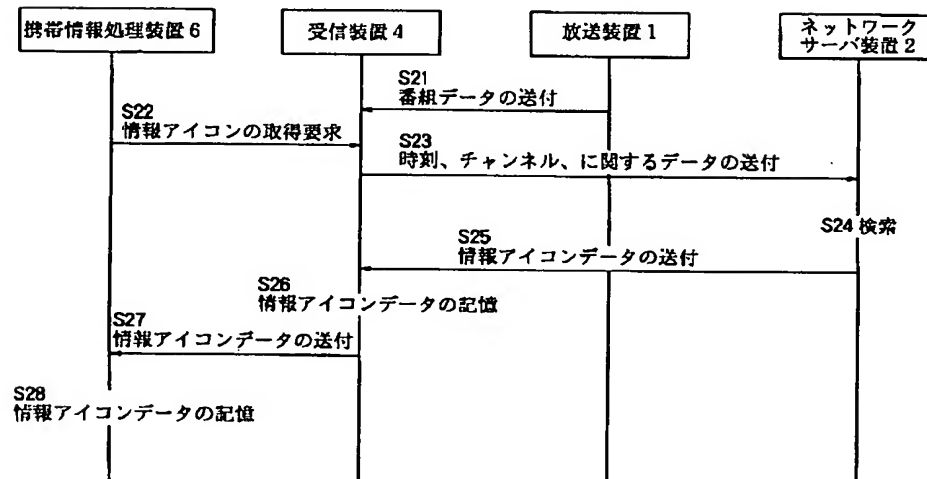 携帯情報処理装置6
受信装置4
放送装置1
ネットワーク
サーバ装置2
S21
番組データの送付
S22
情報アイコンの取得要求
S23
時刻、チャンネル、に関するデータの送付
S24 検索
S25
情報アイコンデータの送付
S26
情報アイコンデータの記憶
S27
情報アイコンデータの送付
S28
情報アイコンデータの記憶